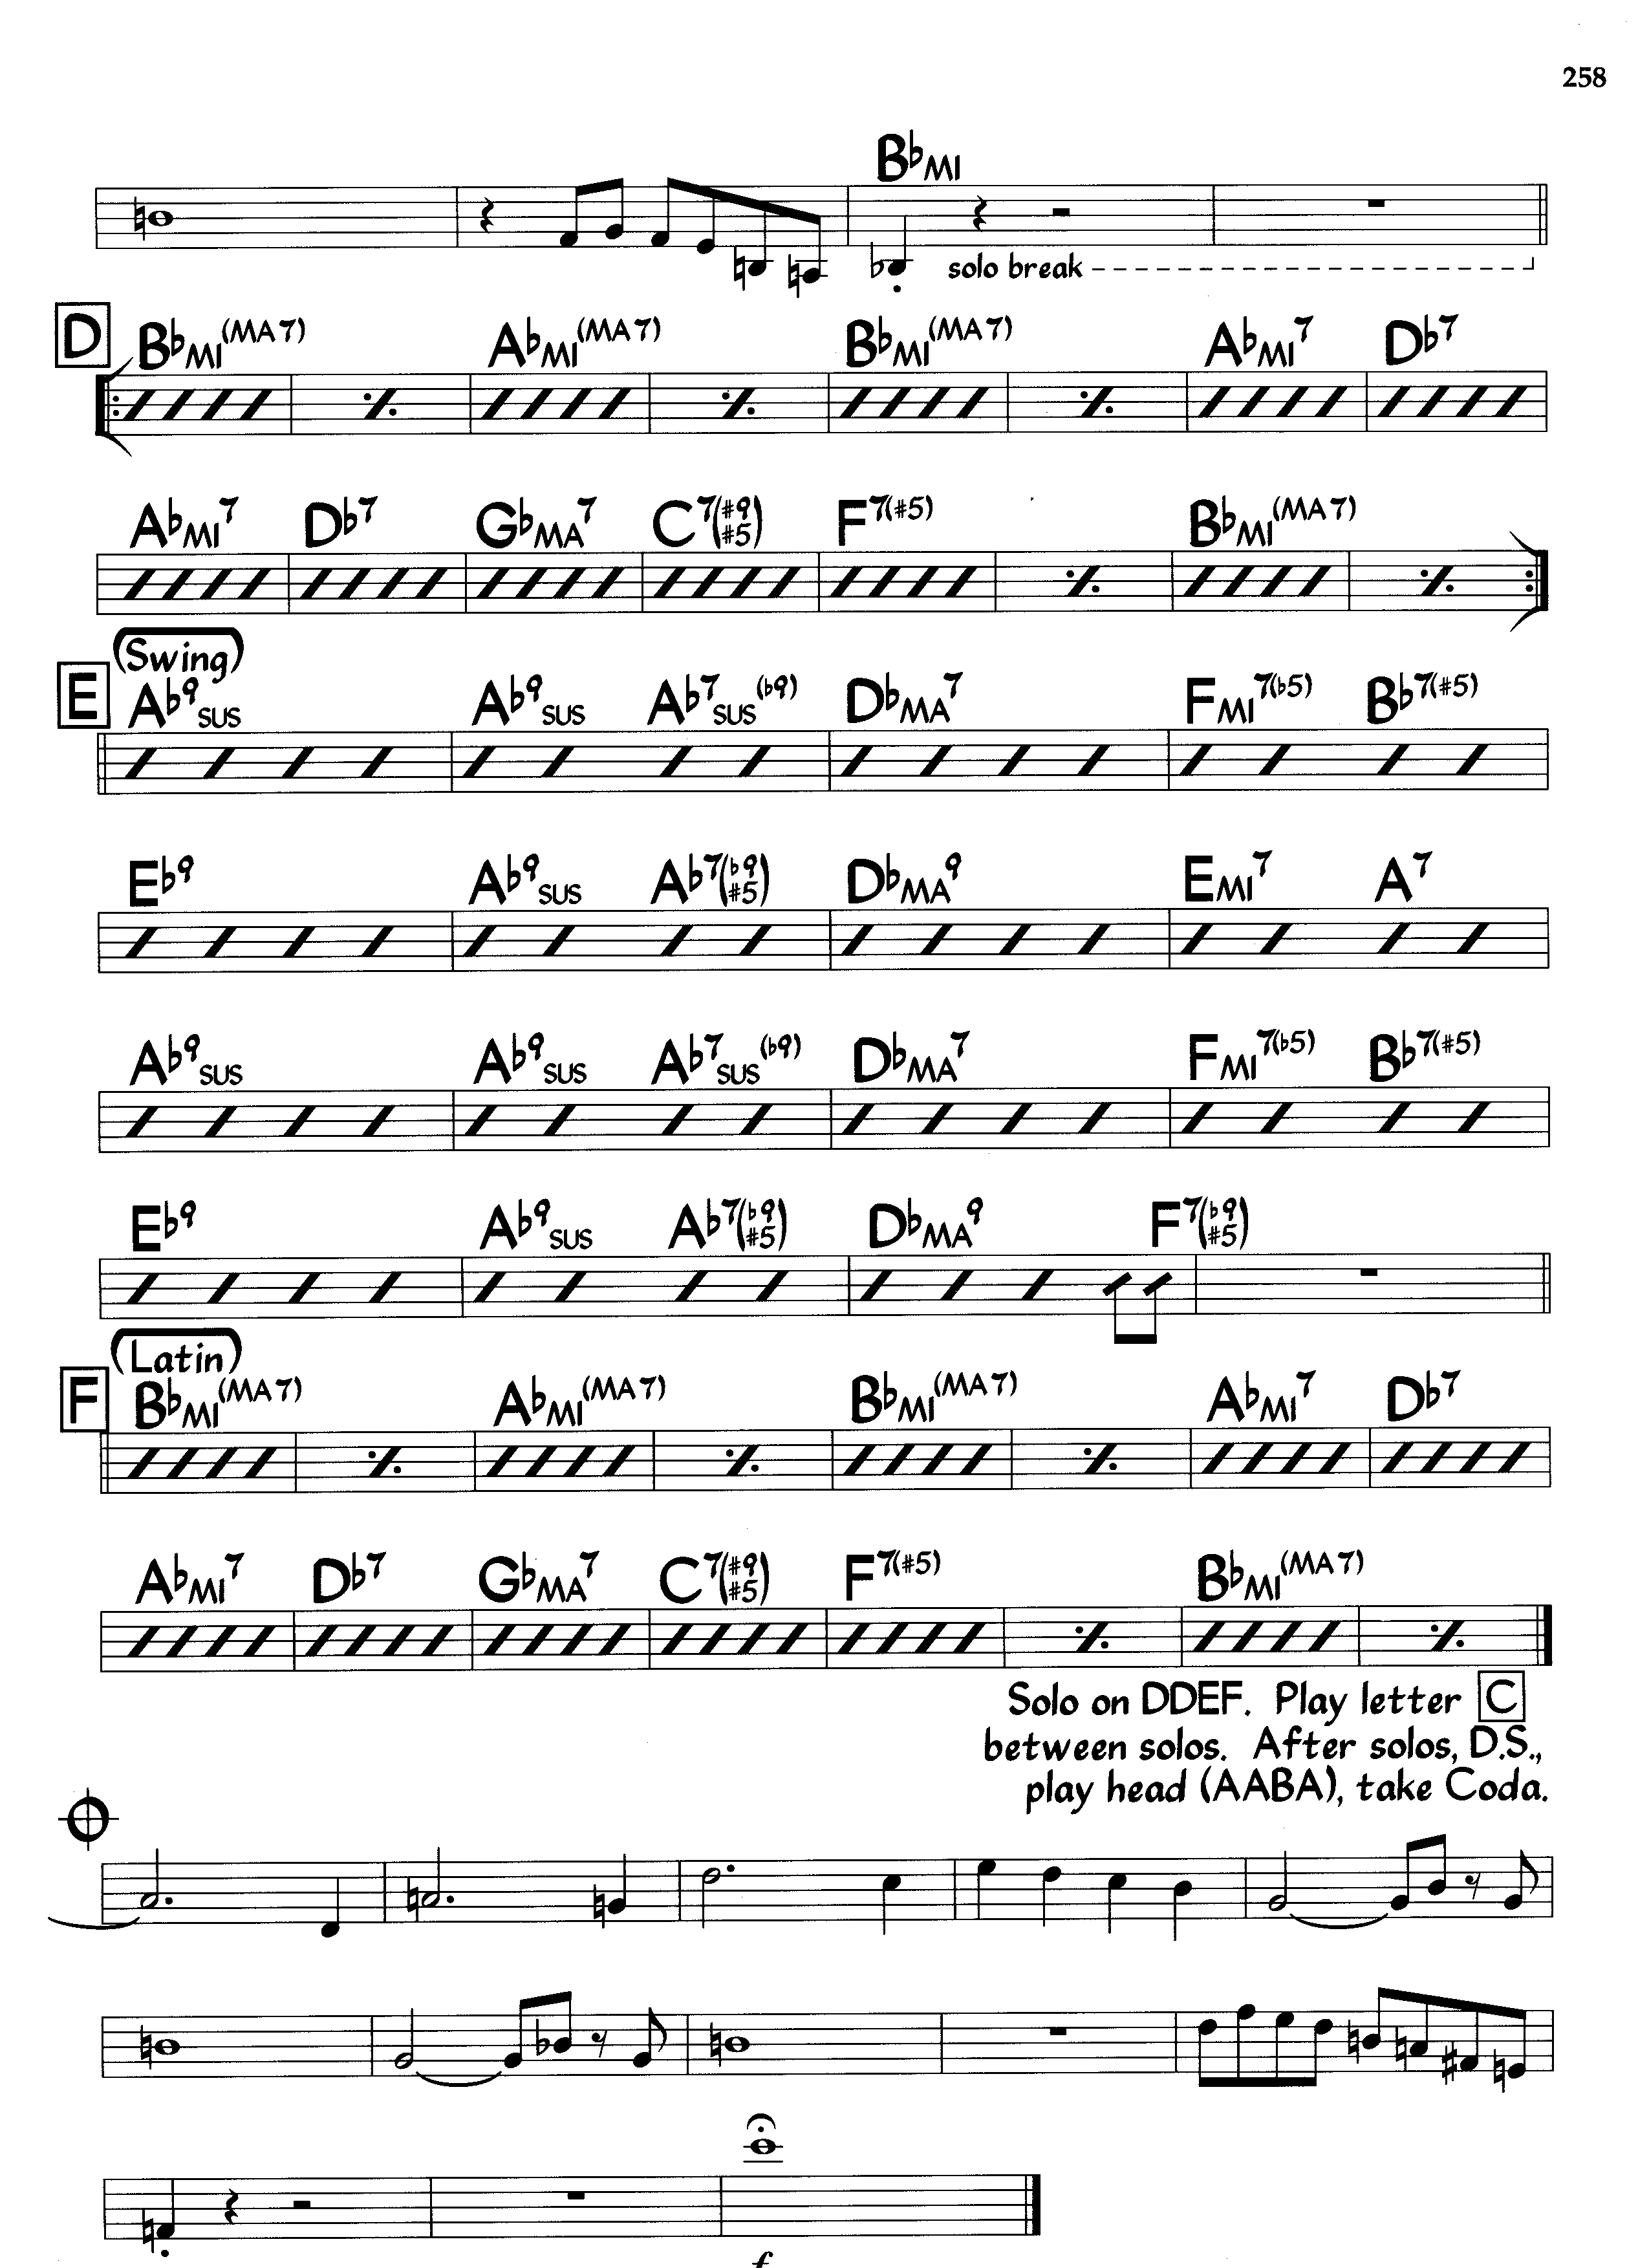 258
B♭MI
solo break
D B♭MI(MA7) A♭MI(MA7) B♭MI(MA7) A♭MI7 D♭7
A♭MI7 D♭7 G♭MA7 C7(#9 #5) F7(#5) B♭MI(MA7)
(Swing)
E A♭9SUS A♭9SUS A♭7SUS(♭9) D♭MA7 FMI7(♭5) B♭7(#5)
E♭9 A♭9SUS A♭7(♭9 #5) D♭MA9 EMI7 A7
A♭9SUS A♭9SUS A♭7SUS(♭9) D♭MA7 FMI7(♭5) B♭7(#5)
E♭9 A♭9SUS A♭7(♭9 #5) D♭MA9 F7(♭9 #5)
(Latin)
F B♭MI(MA7) A♭MI(MA7) B♭MI(MA7) A♭MI7 D♭7
A♭MI7 D♭7 G♭MA7 C7(#9 #5) F7(#5) B♭MI(MA7)
Solo on DDEF. Play letter C
between solos. After solos, D.S.,
play head (AABA), take Coda.
f